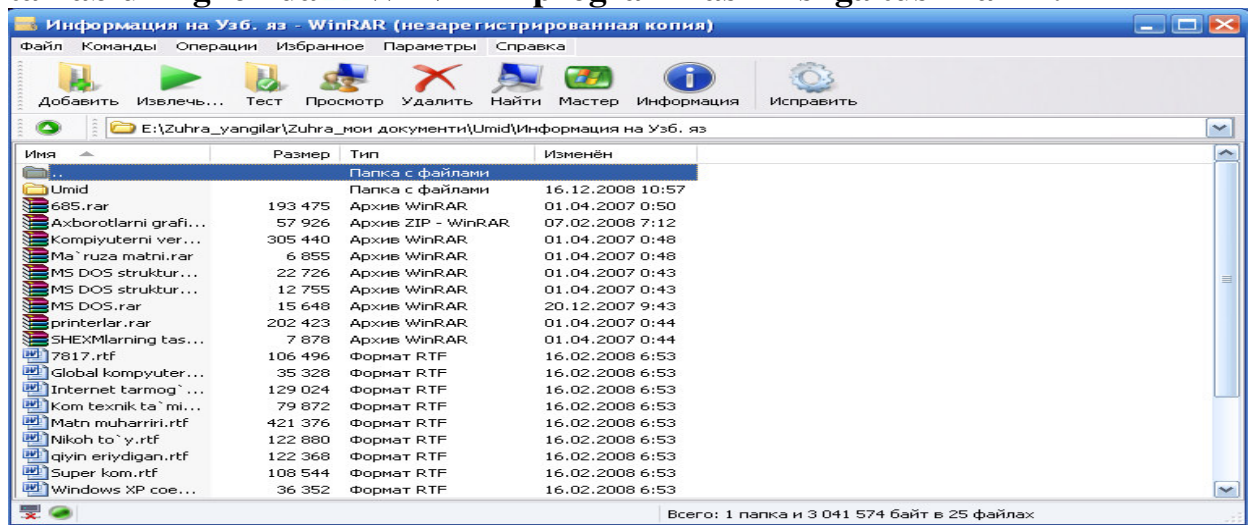 Информация на Узб. яз - WinRAR (незарегистрированная копия)
Файл Команды Операции Избранное Параметры Справка
Добавить Извлечь... Тест Просмотр Удалить Найти Мастер Информация Исправить
E:\Zuhra_yangilar\Zuhra_мои документи\Umid\Информация на Узб. яз
Имя Размер Тип Изменён
.. Папка с файлами
Umid Папка с файлами 16.12.2008 10:57
685.rar 193 475 Архив WinRAR 01.04.2007 0:50
Axborotlarni grafi... 57 926 Архив ZIP - WinRAR 07.02.2008 7:12
Kompiyuterni ver... 305 440 Архив WinRAR 01.04.2007 0:48
Ma`ruza matni.rar 6 855 Архив WinRAR 01.04.2007 0:48
MS DOS struktur... 22 726 Архив WinRAR 01.04.2007 0:43
MS DOS struktur... 12 755 Архив WinRAR 01.04.2007 0:43
MS DOS.rar 15 648 Архив WinRAR 20.12.2007 9:43
printerlar.rar 202 423 Архив WinRAR 01.04.2007 0:44
SHEXMlarning tas... 7 878 Архив WinRAR 01.04.2007 0:44
7817.rtf 106 496 Формат RTF 16.02.2008 6:53
Global kompyuter... 35 328 Формат RTF 16.02.2008 6:53
Internet tarmog`... 129 024 Формат RTF 16.02.2008 6:53
Kom texnik ta`mi... 79 872 Формат RTF 16.02.2008 6:53
Matn muharriri.rtf 421 376 Формат RTF 16.02.2008 6:53
Nikoh to`y.rtf 122 880 Формат RTF 16.02.2008 6:53
qiyin eriydigan.rtf 122 368 Формат RTF 16.02.2008 6:53
Super kom.rtf 108 544 Формат RTF 16.02.2008 6:53
Windows XP сое... 36 352 Формат RTF 16.02.2008 6:53
Всего: 1 папка и 3 041 574 байт в 25 файлах